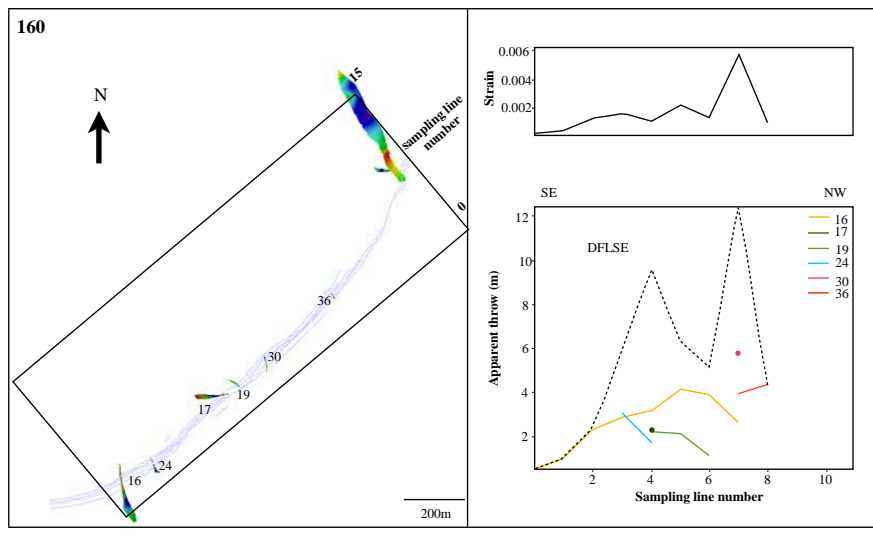 160
N
15
sampling line
number
0
36
30
19
17
24
16
200m
Strain
0.006
0.004
0.002
SE
NW
Apparent throw (m)
12
10
8
6
4
2
DFLSE
16
17
19
24
30
36
2 4 6 8 10
Sampling line number